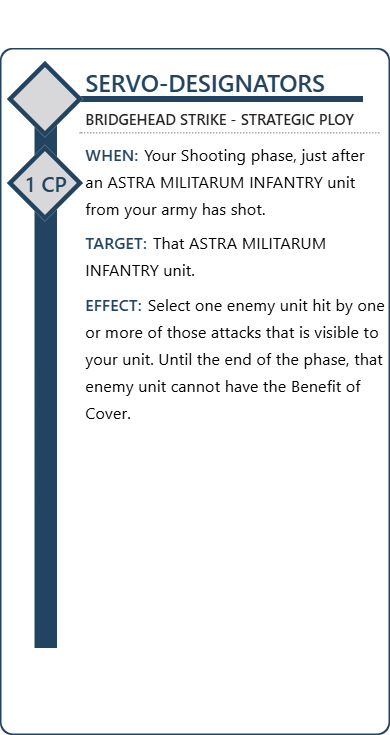 SERVO-DESIGNATORS
BRIDGEHEAD STRIKE - STRATEGIC PLOY
1 CP
WHEN: Your Shooting phase, just after
an ASTRA MILITARUM INFANTRY unit
from your army has shot.
TARGET: That ASTRA MILITARUM
INFANTRY unit.
EFFECT: Select one enemy unit hit by one
or more of those attacks that is visible to
your unit. Until the end of the phase, that
enemy unit cannot have the Benefit of
Cover.